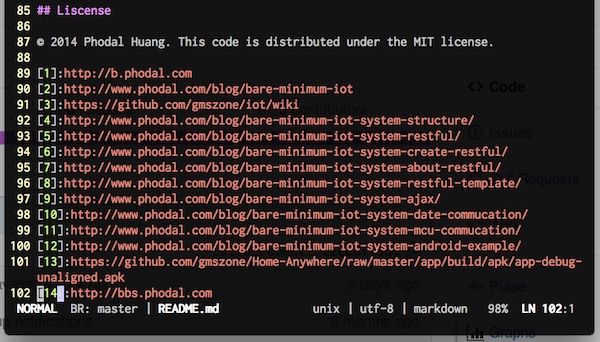 85 ## Liscense
86
87 © 2014 Phodal Huang. This code is distributed under the MIT license.
88
89 [1]:http://b.phodal.com
90 [2]:http://www.phodal.com/blog/bare-minimum-iot
91 [3]:https://github.com/gmszone/iot/wiki
92 [4]:http://www.phodal.com/blog/bare-minimum-iot-system-structure/
93 [5]:http://www.phodal.com/blog/bare-minimum-iot-system-restful/
94 [6]:http://www.phodal.com/blog/bare-minimum-iot-system-create-restful/
95 [7]:http://www.phodal.com/blog/bare-minimum-iot-system-about-restful/
96 [8]:http://www.phodal.com/blog/bare-minimum-iot-system-restful-template/
97 [9]:http://www.phodal.com/blog/bare-minimum-iot-system-ajax/
98 [10]:http://www.phodal.com/blog/bare-minimum-iot-system-date-commucation/
99 [11]:http://www.phodal.com/blog/bare-minimum-iot-system-mcu-commucation/
100 [12]:http://www.phodal.com/blog/bare-minimum-iot-system-android-example/
101 [13]:https://github.com/gmszone/Home-Anywhere/raw/master/app/build/apk/app-debug-
unaligned.apk
102 [14]:http://bbs.phodal.com
NORMAL BR: master | README.md unix | utf-8 | markdown 98% LN 102:1
<> Code
Issues
Requests
Pulse
Graphs
2 days ago
notifications
6 months ago